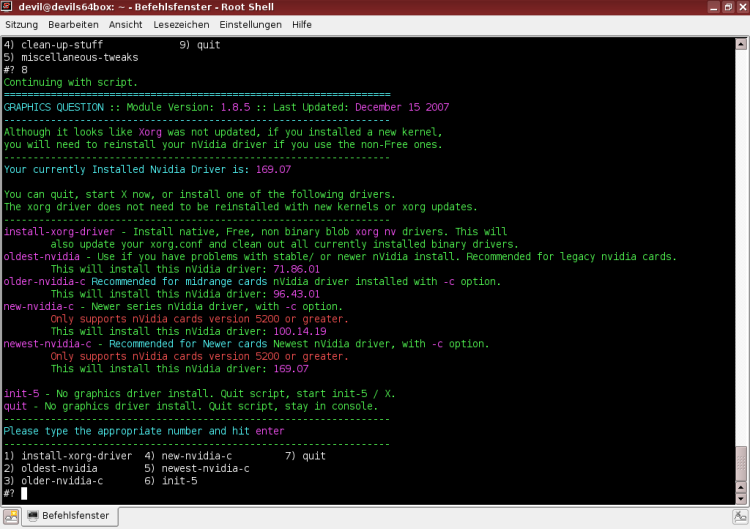 devil@devils64box: ~ - Befehlsfenster - Root Shell
Sitzung Bearbeiten Ansicht Lesezeichen Einstellungen Hilfe
4) clean-up-stuff 9) quit
5) miscellaneous-tweaks
#? 8
Continuing with script.
==================================================================
GRAPHICS QUESTION :: Module Version: 1.8.5 :: Last Updated: December 15 2007
------------------------------------------------------------------
Although it looks like Xorg was not updated, if you installed a new kernel,
you will need to reinstall your nVidia driver if you use the non-Free ones.
------------------------------------------------------------------
Your currently Installed Nvidia Driver is: 169.07
You can quit, start X now, or install one of the following drivers.
The xorg driver does not need to be reinstalled with new kernels or xorg updates.
------------------------------------------------------------------
install-xorg-driver - Install native, Free, non binary blob xorg nv drivers. This will
also update your xorg.conf and clean out all currently installed binary drivers.
oldest-nvidia - Use if you have problems with stable/ or newer nVidia install. Recommended for legacy nvidia cards.
This will install this nVidia driver: 71.86.01
older-nvidia-c Recommended for midrange cards nVidia driver installed with -c option.
This will install this nVidia driver: 96.43.01
new-nvidia-c - Newer series nVidia driver, with -c option.
Only supports nVidia cards version 5200 or greater.
This will install this nVidia driver: 100.14.19
newest-nvidia-c - Recommended for Newer cards Newest nVidia driver, with -c option.
Only supports nVidia cards version 5200 or greater.
This will install this nVidia driver: 169.07
init-5 - No graphics driver install. Quit script, start init-5 / X.
quit - No graphics driver install. Quit script, stay in console.
------------------------------------------------------------------
Please type the appropriate number and hit enter
------------------------------------------------------------------
1) install-xorg-driver 4) new-nvidia-c 7) quit
2) oldest-nvidia 5) newest-nvidia-c
3) older-nvidia-c 6) init-5
#?
Befehlsfenster